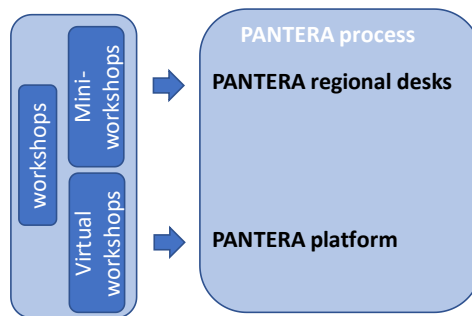 workshops
Mini-
workshops
Virtual
workshops
PANTERA process
PANTERA regional desks
PANTERA platform